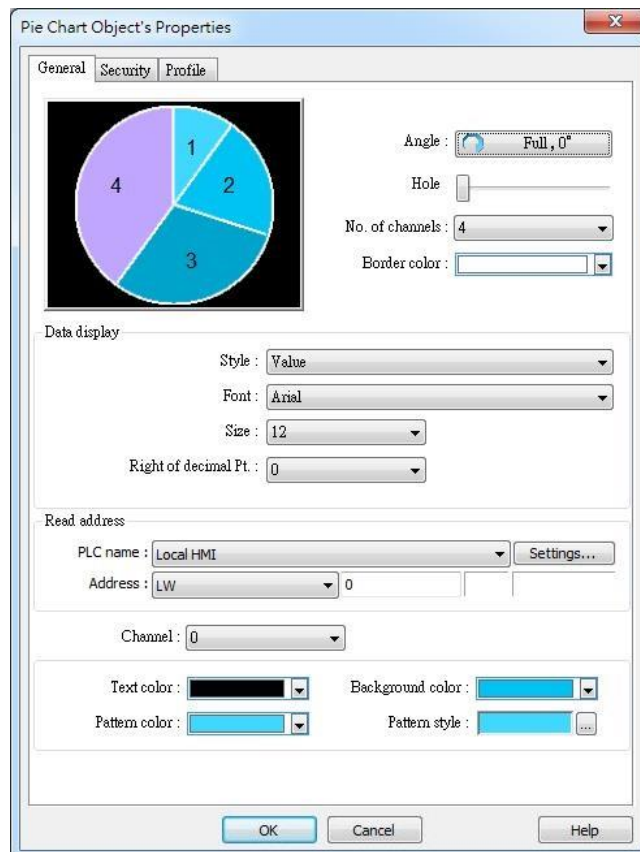 Pie Chart Object's Properties
General Security Profile
1
2
3
4
Angle : Full , 0°
Hole
No. of channels : 4
Border color :
Data display
Style : Value
Font : Arial
Size : 12
Right of decimal Pt. : 0
Read address
PLC name : Local HMI Settings...
Address : LW 0
Channel : 0
Text color : Background color :
Pattern color : Pattern style : ...
OK Cancel Help